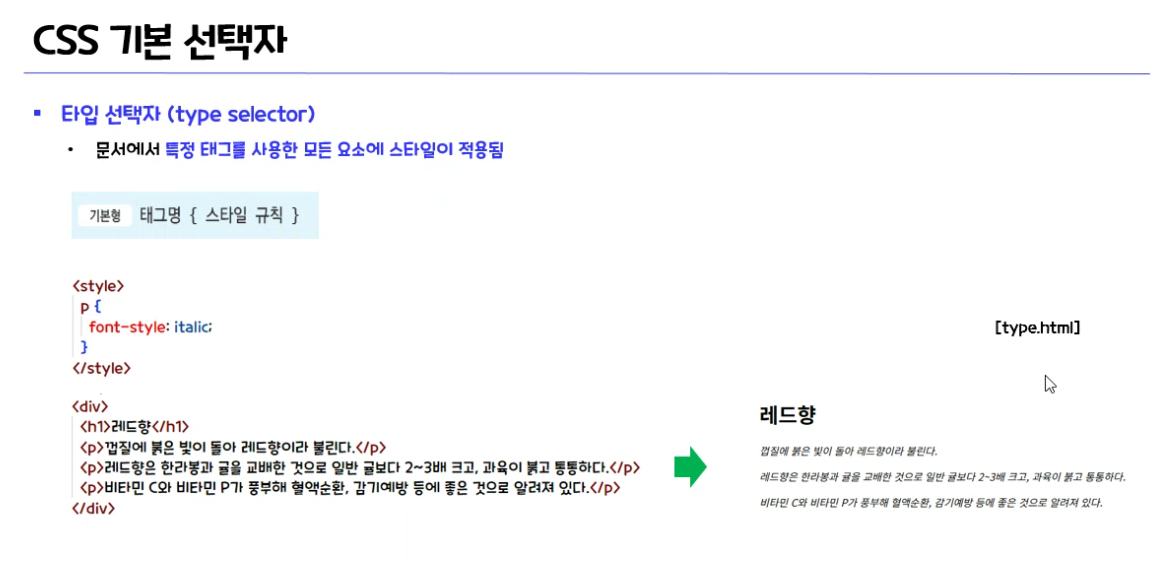 CSS 기본 선택자
▪ 타입 선택자 (type selector)
• 문서에서 특정 태그를 사용한 모든 요소에 스타일이 적용됨
기본형 태그명 { 스타일 규칙 }
<style>
p {
font-style: italic;
}
</style>
[type.html]
<div>
<h1>레드향</h1>
<p>껍질에 붉은 빛이 돌아 레드향이라 불린다.</p>
<p>레드향은 한라봉과 귤을 교배한 것으로 일반 귤보다 2~3배 크고, 과육이 붉고 통통하다.</p>
<p>비타민 C와 비타민 P가 풍부해 혈액순환, 감기예방 등에 좋은 것으로 알려져 있다.</p>
</div>
레드향
껍질에 붉은 빛이 돌아 레드향이라 불린다.
레드향은 한라봉과 귤을 교배한 것으로 일반 귤보다 2~3배 크고, 과육이 붉고 통통하다.
비타민 C와 비타민 P가 풍부해 혈액순환, 감기예방 등에 좋은 것으로 알려져 있다.